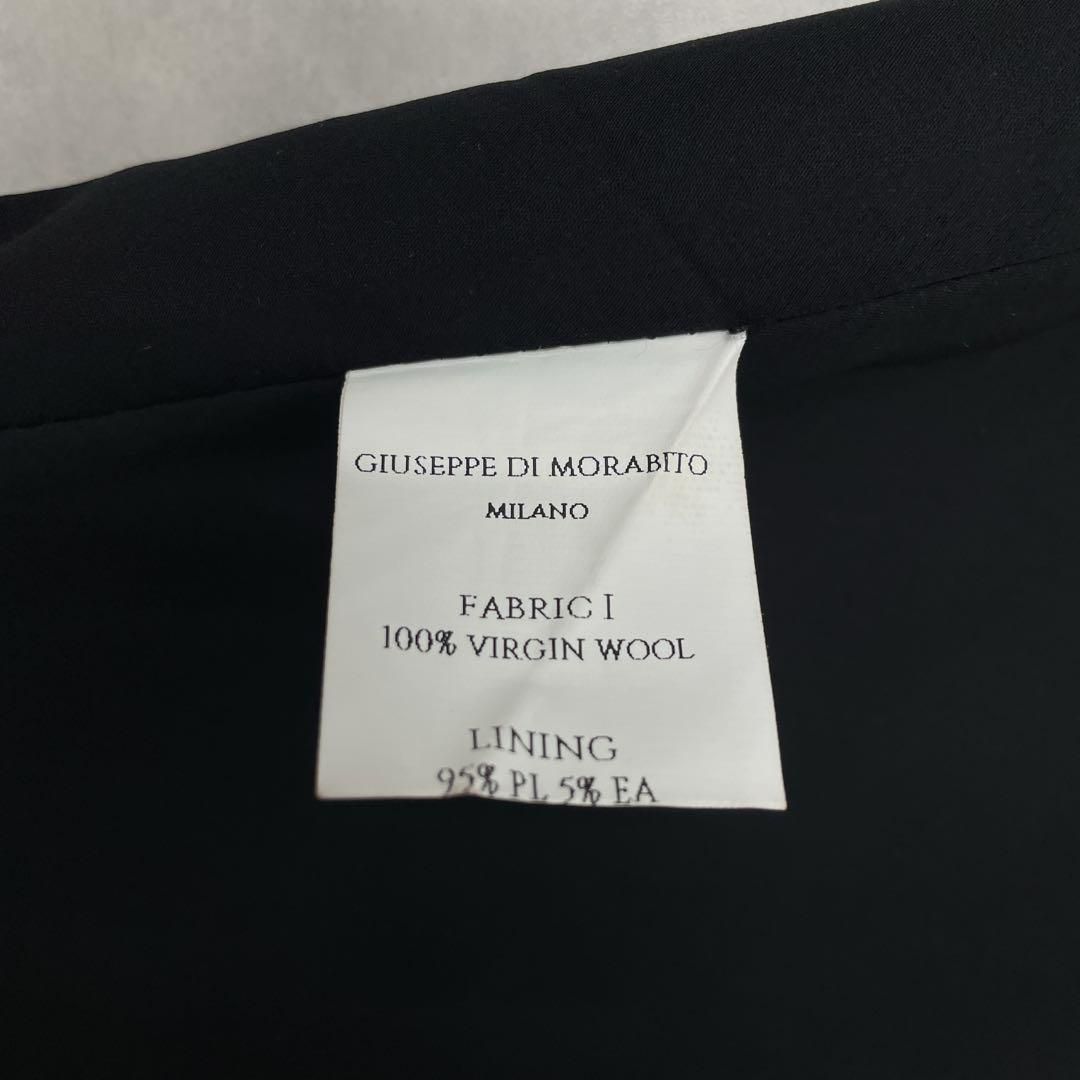 GIUSEPPE DI MORABITO
MILANO
FABRIC I
100% VIRGIN WOOL
LINING
95% PL 5% EA